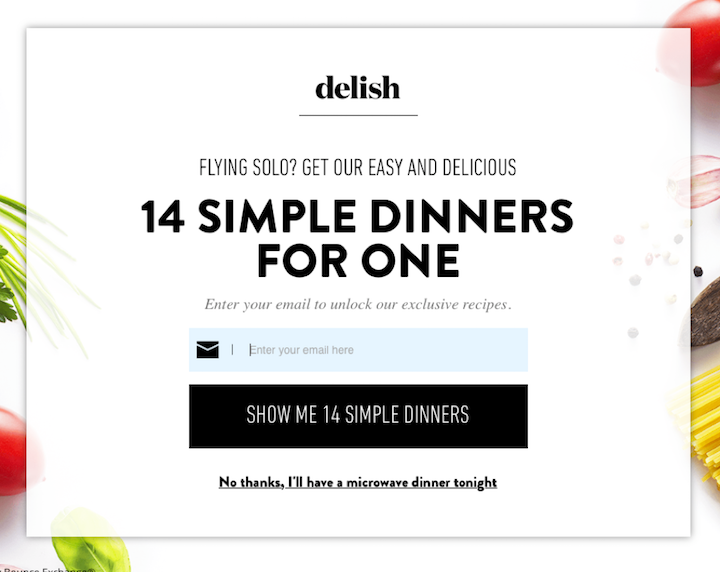 delish
FLYING SOLO? GET OUR EASY AND DELICIOUS
14 SIMPLE DINNERS
FOR ONE
Enter your email to unlock our exclusive recipes.
Enter your email here
SHOW ME 14 SIMPLE DINNERS
No thanks, I'll have a microwave dinner tonight
Bounce Exchange®